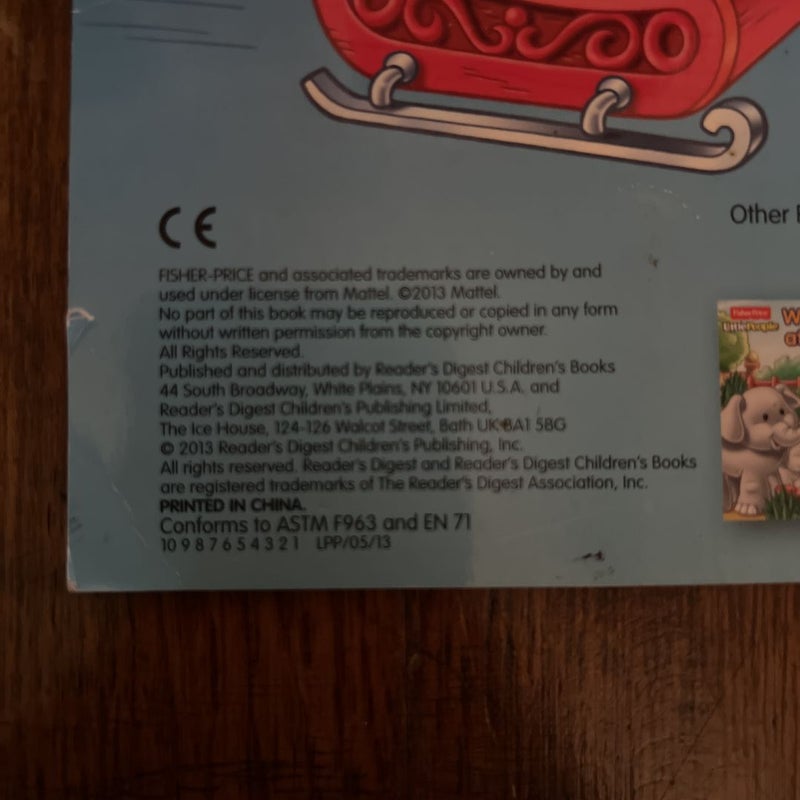 CE
FISHER-PRICE and associated trademarks are owned by and
used under license from Mattel. ©2013 Mattel.
No part of this book may be reproduced or copied in any form
without written permission from the copyright owner.
All Rights Reserved.
Published and distributed by Reader's Digest Children's Books
44 South Broadway, White Plains, NY 10601 U.S.A. and
Reader's Digest Children's Publishing Limited,
The Ice House, 124-126 Walcot Street, Bath UK BA1 5BG
© 2013 Reader's Digest Children's Publishing, Inc.
All rights reserved. Reader's Digest and Reader's Digest Children's Books
are registered trademarks of The Reader's Digest Association, Inc.
PRINTED IN CHINA.
Conforms to ASTM F963 and EN 71
10 9 8 7 6 5 4 3 2 1 LPP/05/13
Other
Fisher-Price
Little People